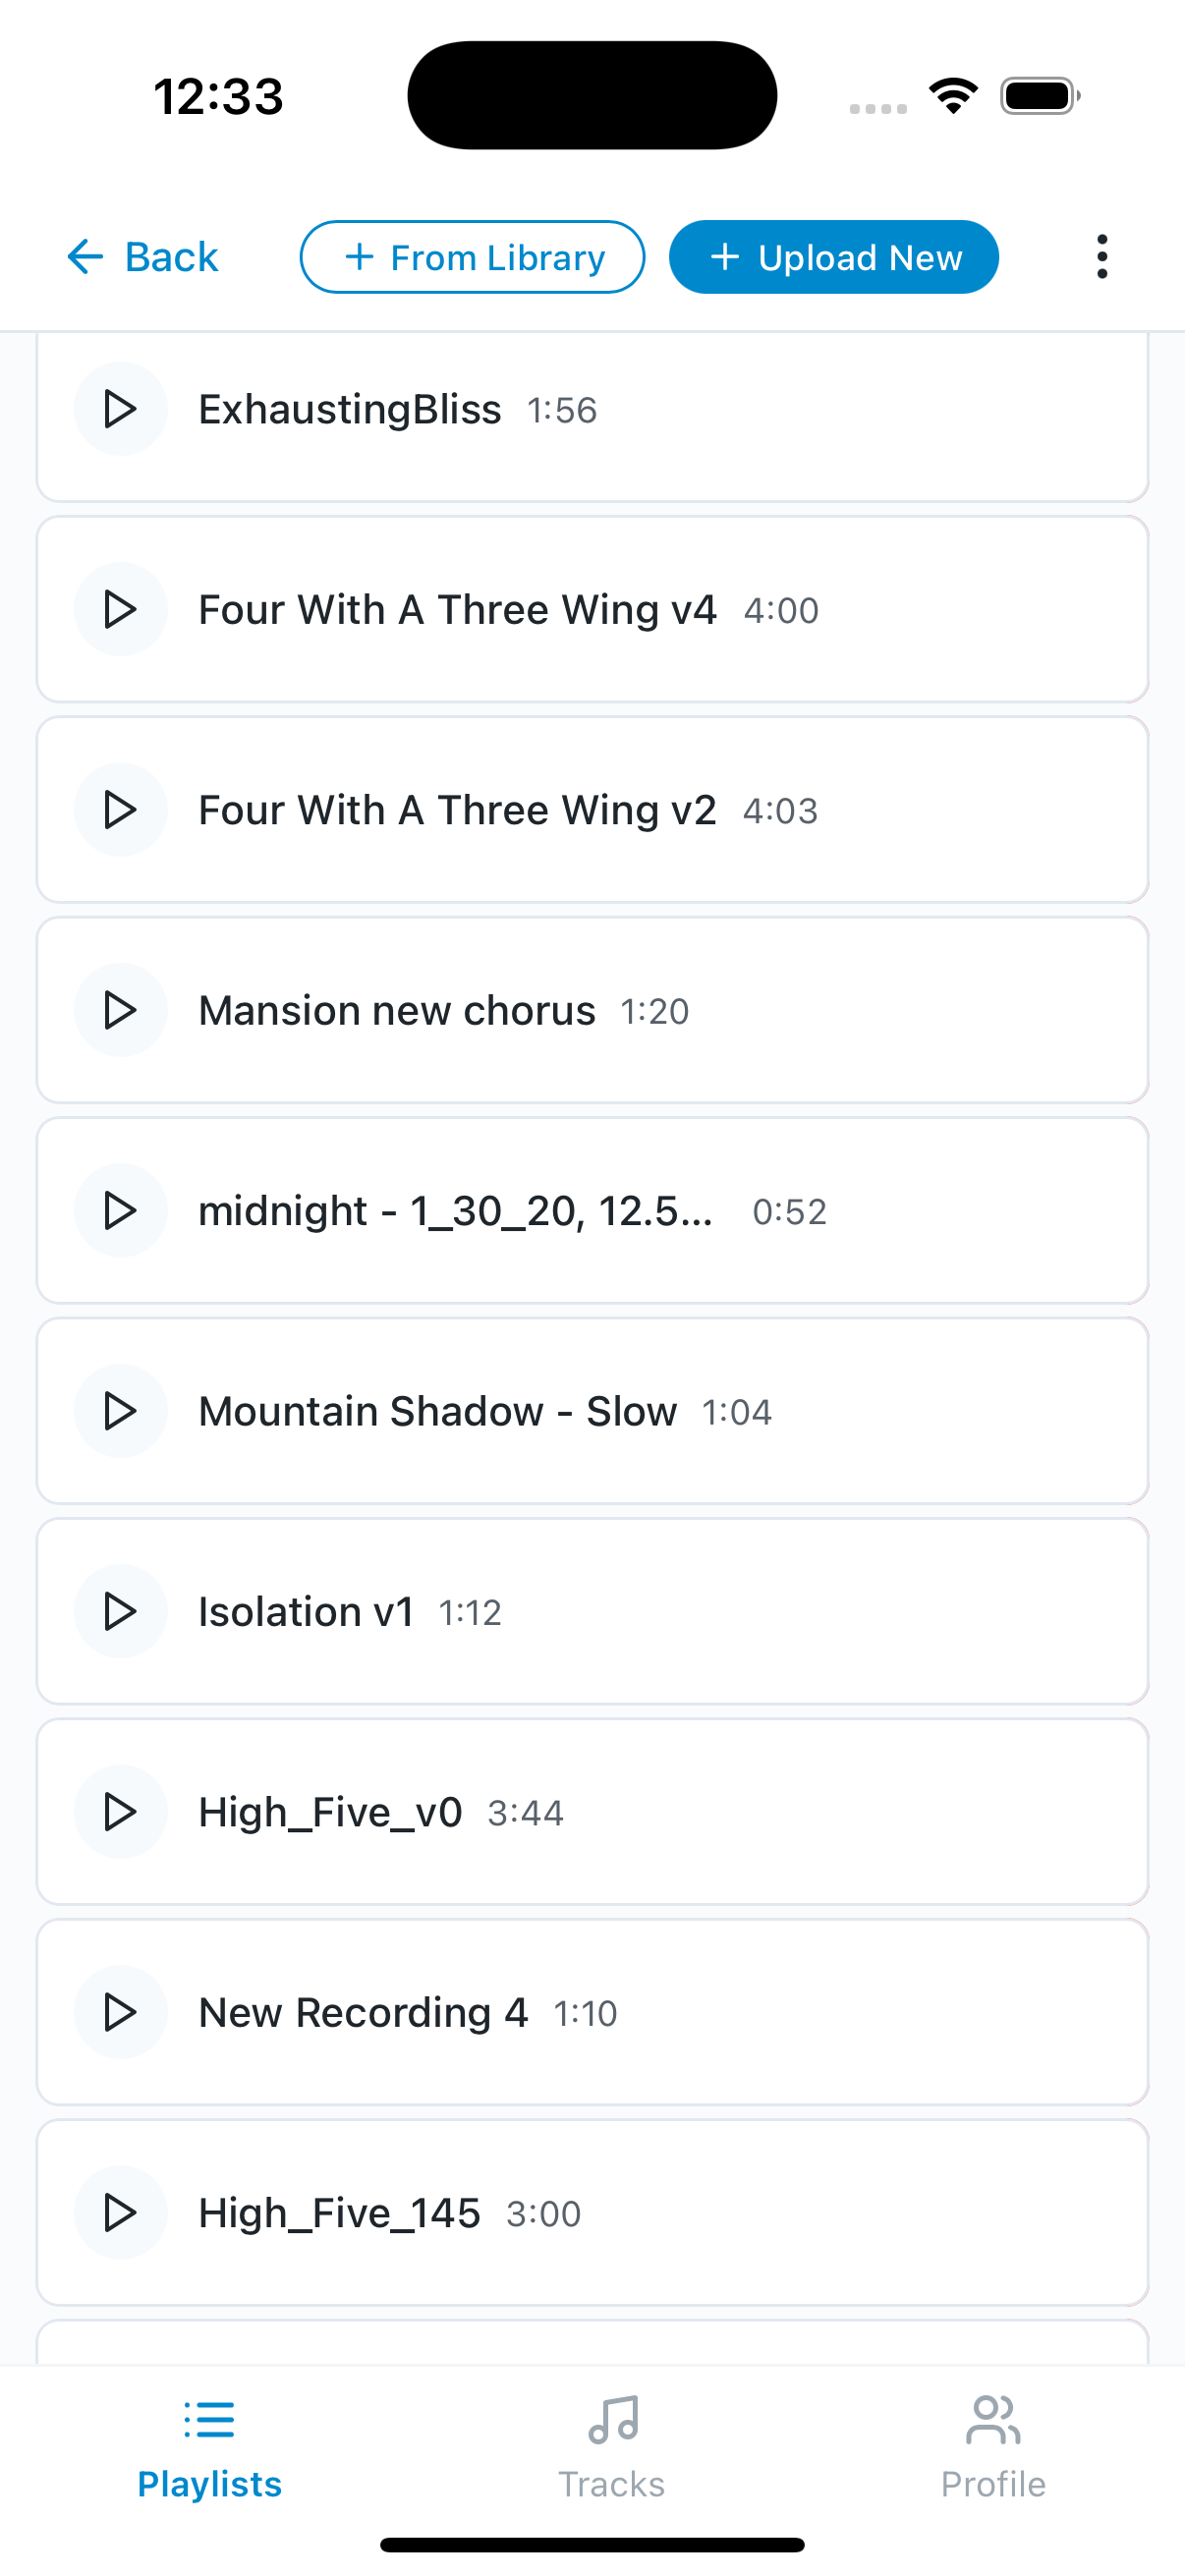 12:33
Back
From Library
Upload New
ExhaustingBliss 1:56
Four With A Three Wing v4 4:00
Four With A Three Wing v2 4:03
Mansion new chorus 1:20
midnight - 1_30_20, 12.5... 0:52
Mountain Shadow - Slow 1:04
Isolation v1 1:12
High_Five_v0 3:44
New Recording 4 1:10
High_Five_145 3:00
Playlists
Tracks
Profile